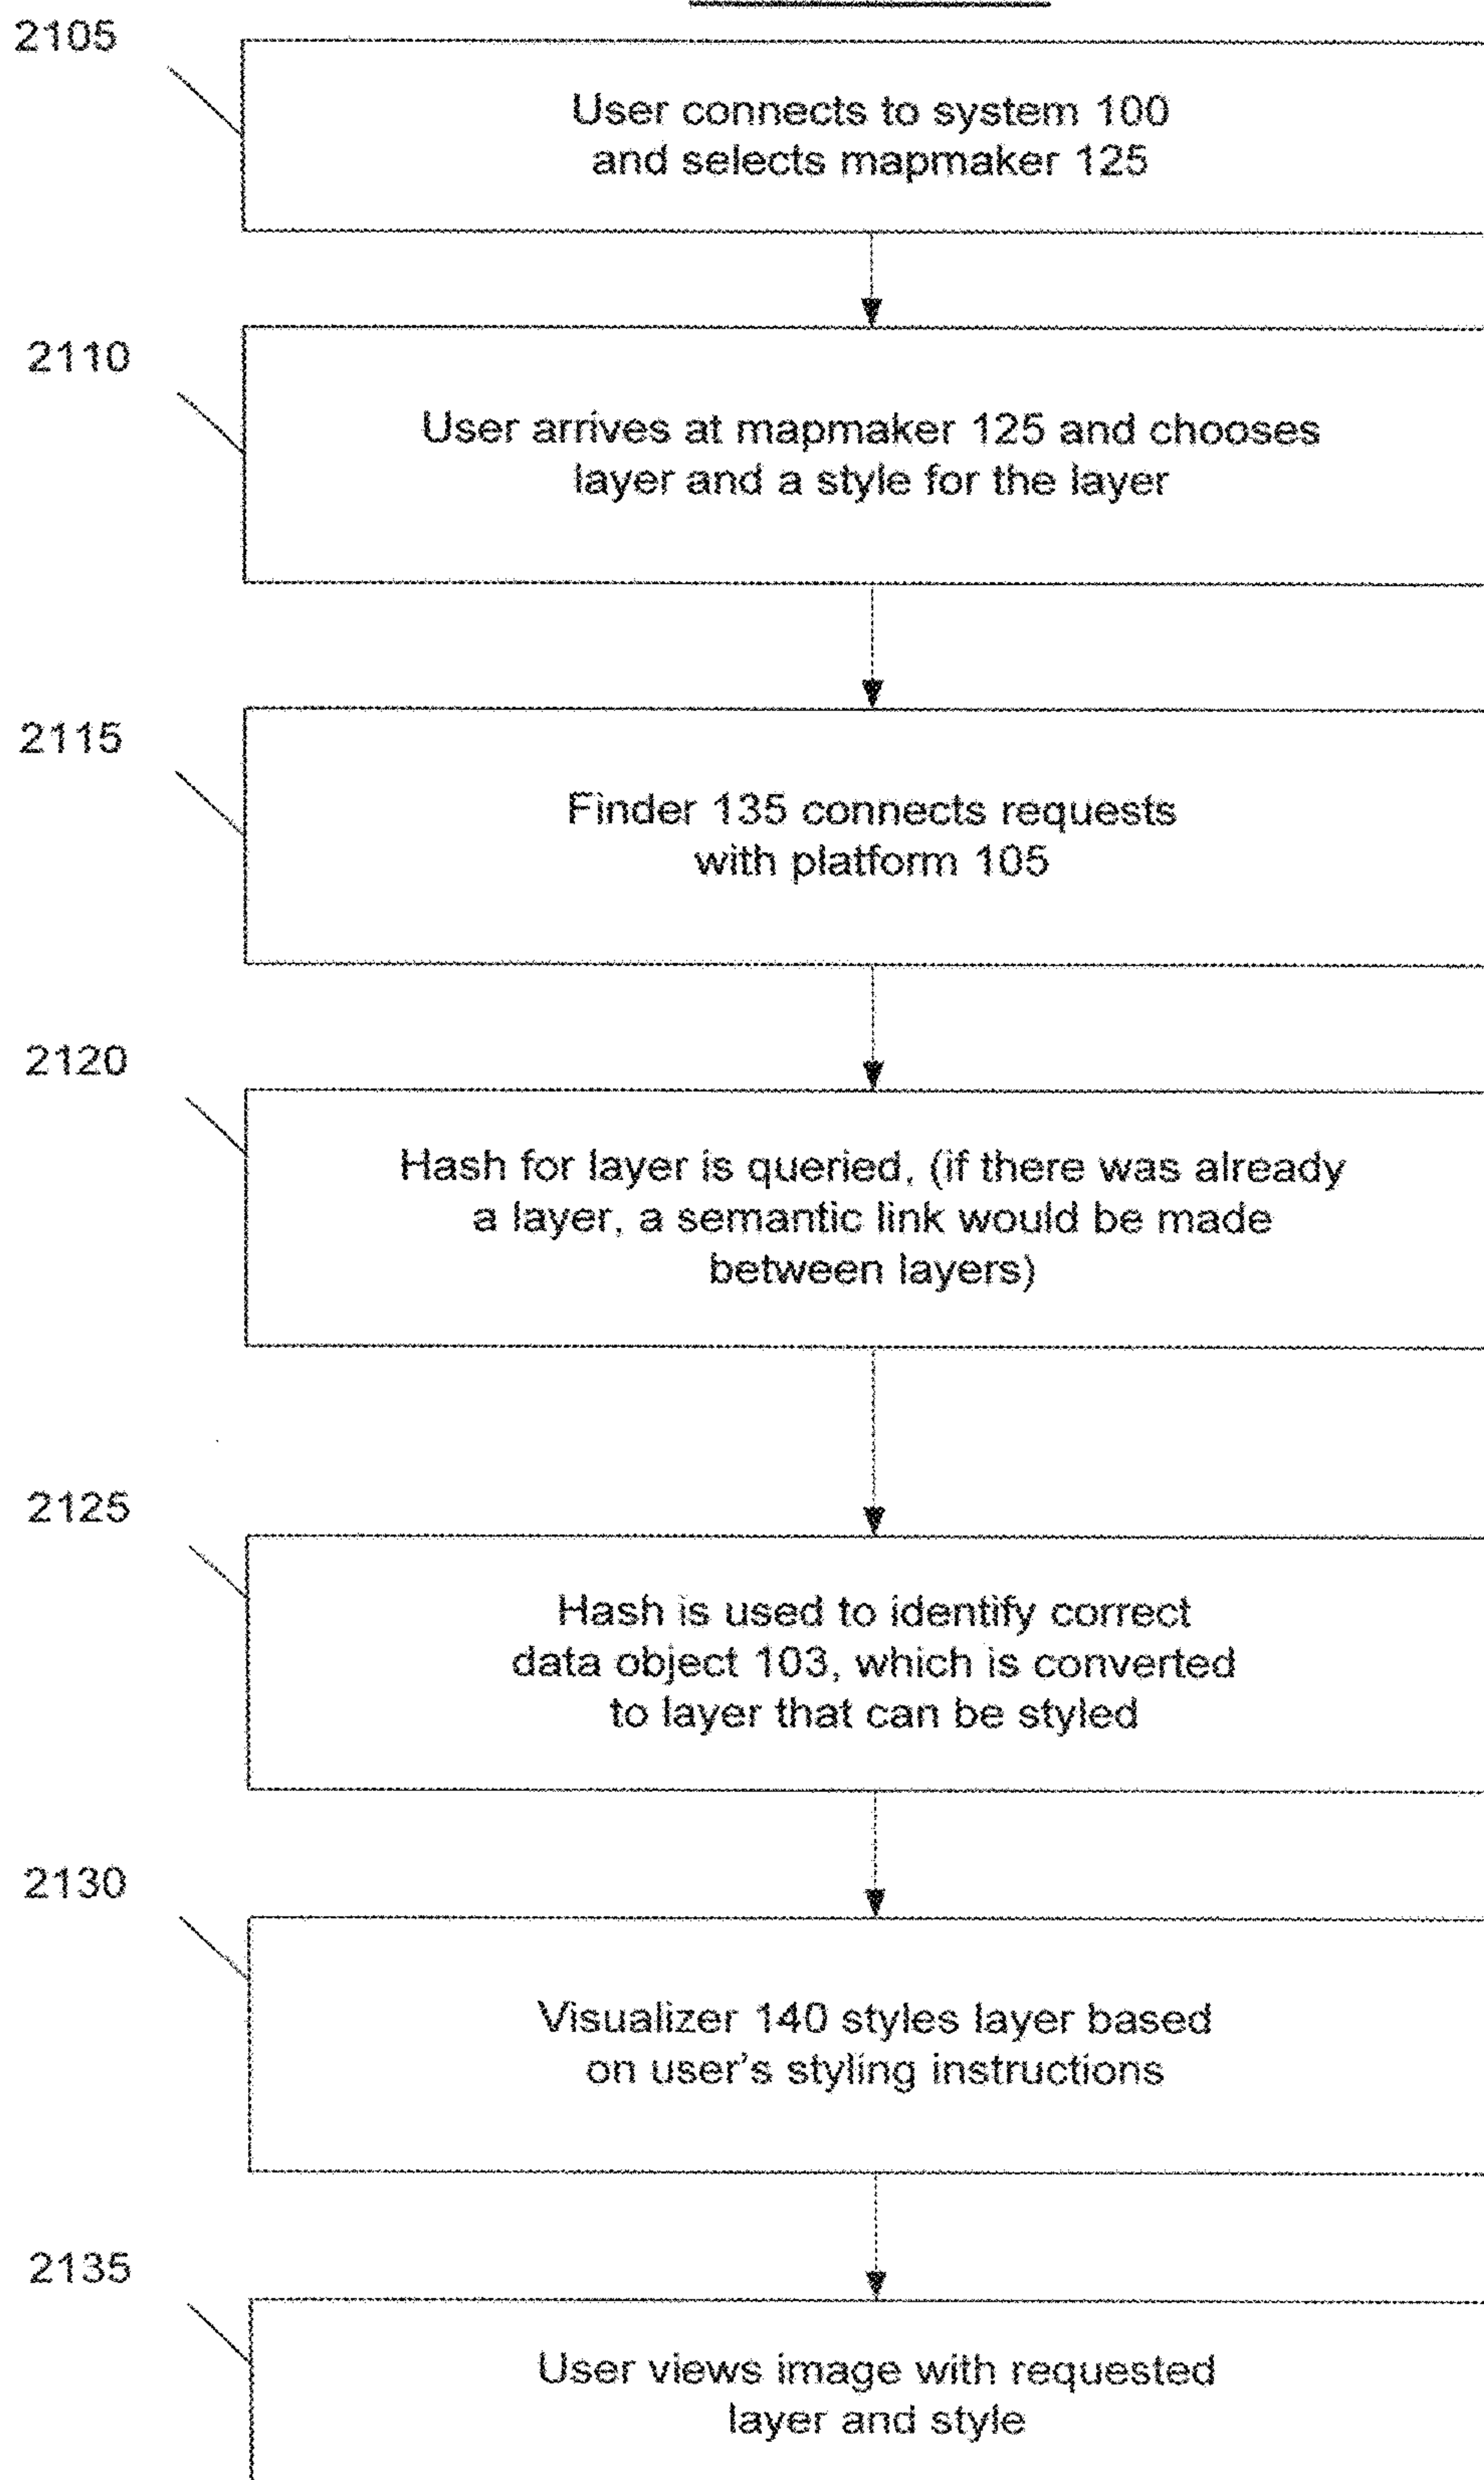 2105
User connects to system 100
and selects mapmaker 125
2110
User arrives at mapmaker 125 and chooses
layer and a style for the layer
2115
Finder 135 connects requests
with platform 105
2120
Hash for layer is queried, (if there was already
a layer, a semantic link would be made
between layers)
2125
Hash is used to identify correct
data object 103, which is converted
to layer that can be styled
2130
Visualizer 140 styles layer based
on user's styling instructions
2135
User views image with requested
layer and style